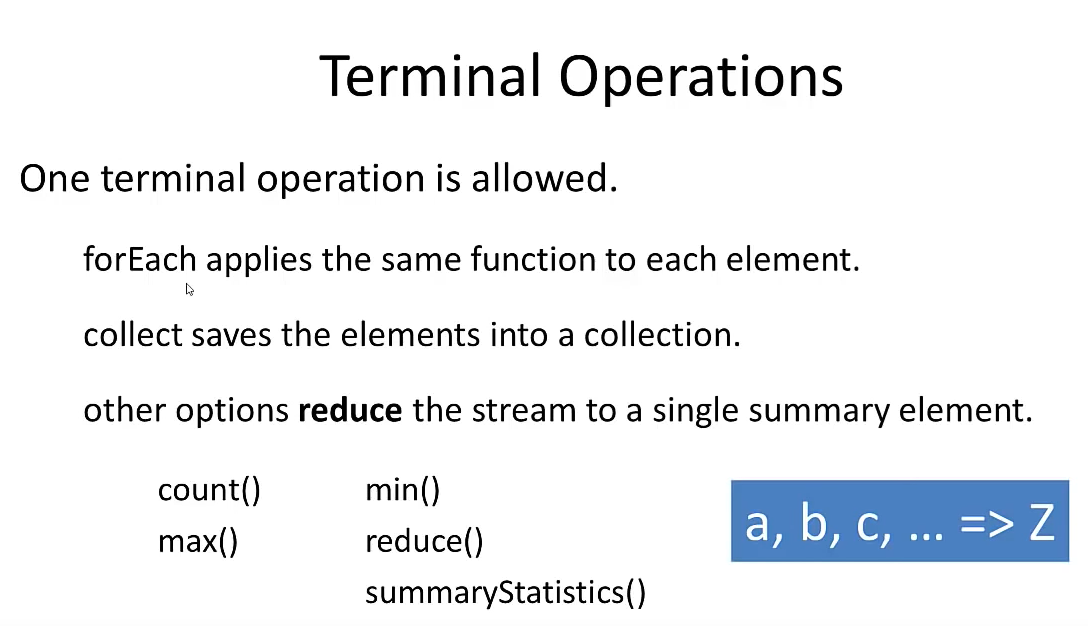 Terminal Operations
One terminal operation is allowed.
forEach applies the same function to each element.
collect saves the elements into a collection.
other options reduce the stream to a single summary element.
count() min()
max() reduce()
summaryStatistics()
a, b, c, … => Z